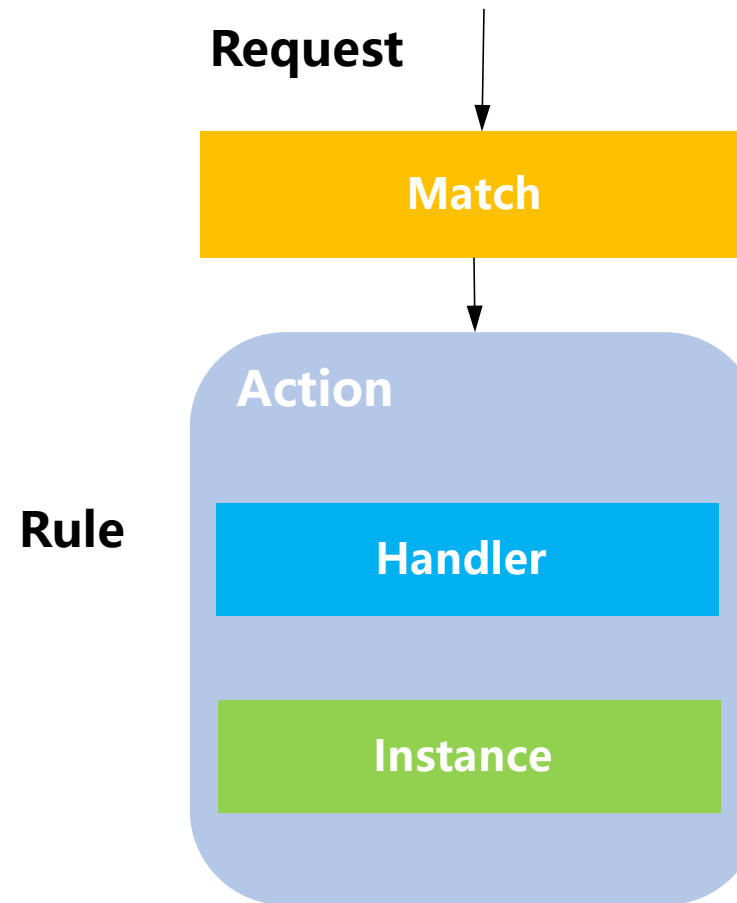 Request
Match
Action
Rule
Handler
Instance